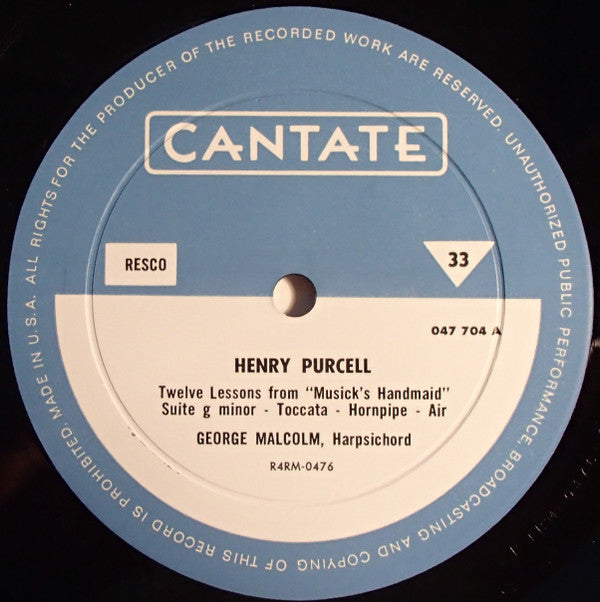 MADE IN U.S.A. ALL RIGHTS FOR THE PRODUCER OF THE RECORDED WORK ARE RESERVED. UNAUTHORIZED PUBLIC PERFORMANCE, BROADCASTING AND COPYING OF THIS RECORD IS PROHIBITED.
CANTATE
RESCO
33
047 704 A
HENRY PURCELL
Twelve Lessons from "Musick's Handmaid"
Suite g minor - Toccata - Hornpipe - Air
GEORGE MALCOLM, Harpsichord
R4RM-0476